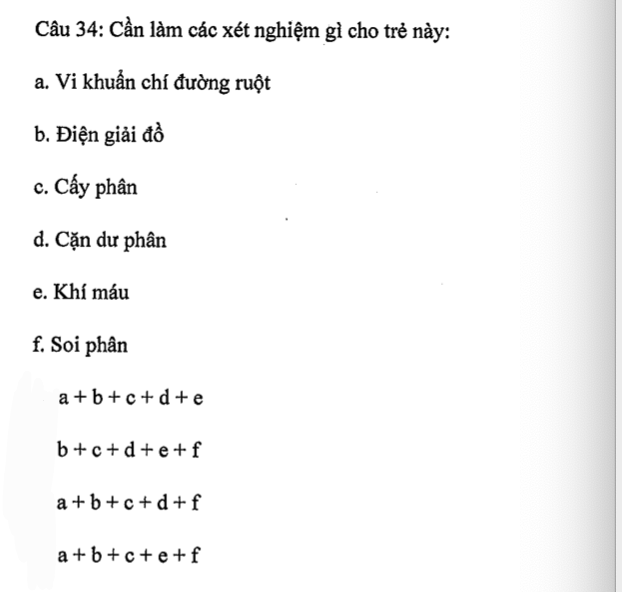 Câu 34: Cần làm các xét nghiệm gì cho trẻ này:
a. Vi khuẩn chí đường ruột
b. Điện giải đồ
c. Cấy phân
d. Cặn dư phân
e. Khí máu
f. Soi phân
a + b + c + d + e
b + c + d + e + f
a + b + c + d + f
a + b + c + e + f